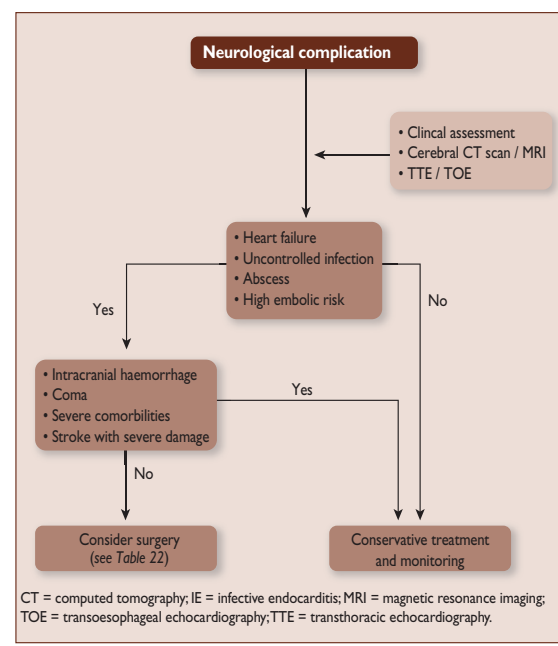 Neurological complication
• Clincal assessment
• Cerebral CT scan / MRI
• TTE / TOE
• Heart failure
• Uncontrolled infection
• Abscess
• High embolic risk
Yes
No
• Intracranial haemorrhage
• Coma
• Severe comorbilities
• Stroke with severe damage
Yes
No
Consider surgery
(see Table 22)
Conservative treatment
and monitoring
CT = computed tomography; IE = infective endocarditis; MRI = magnetic resonance imaging;
TOE = transoesophageal echocardiography; TTE = transthoracic echocardiography.